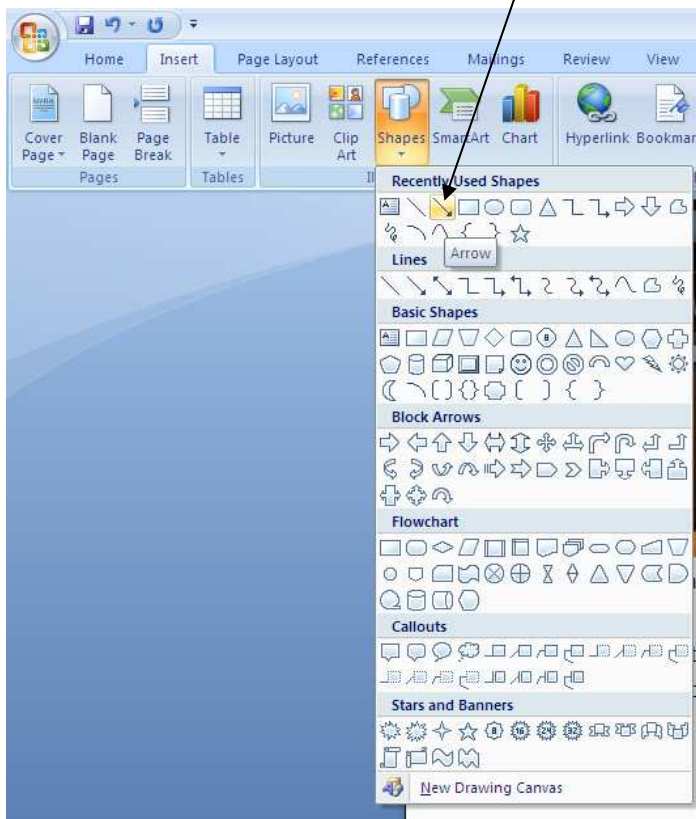 Home Insert Page Layout References Mailings Review View
Cover Page Blank Page Page Break Table Picture Clip Art Shapes SmartArt Chart Hyperlink Bookmar
Pages Tables Il
Recently Used Shapes
Arrow
Lines
Basic Shapes
Block Arrows
Flowchart
Callouts
Stars and Banners
New Drawing Canvas